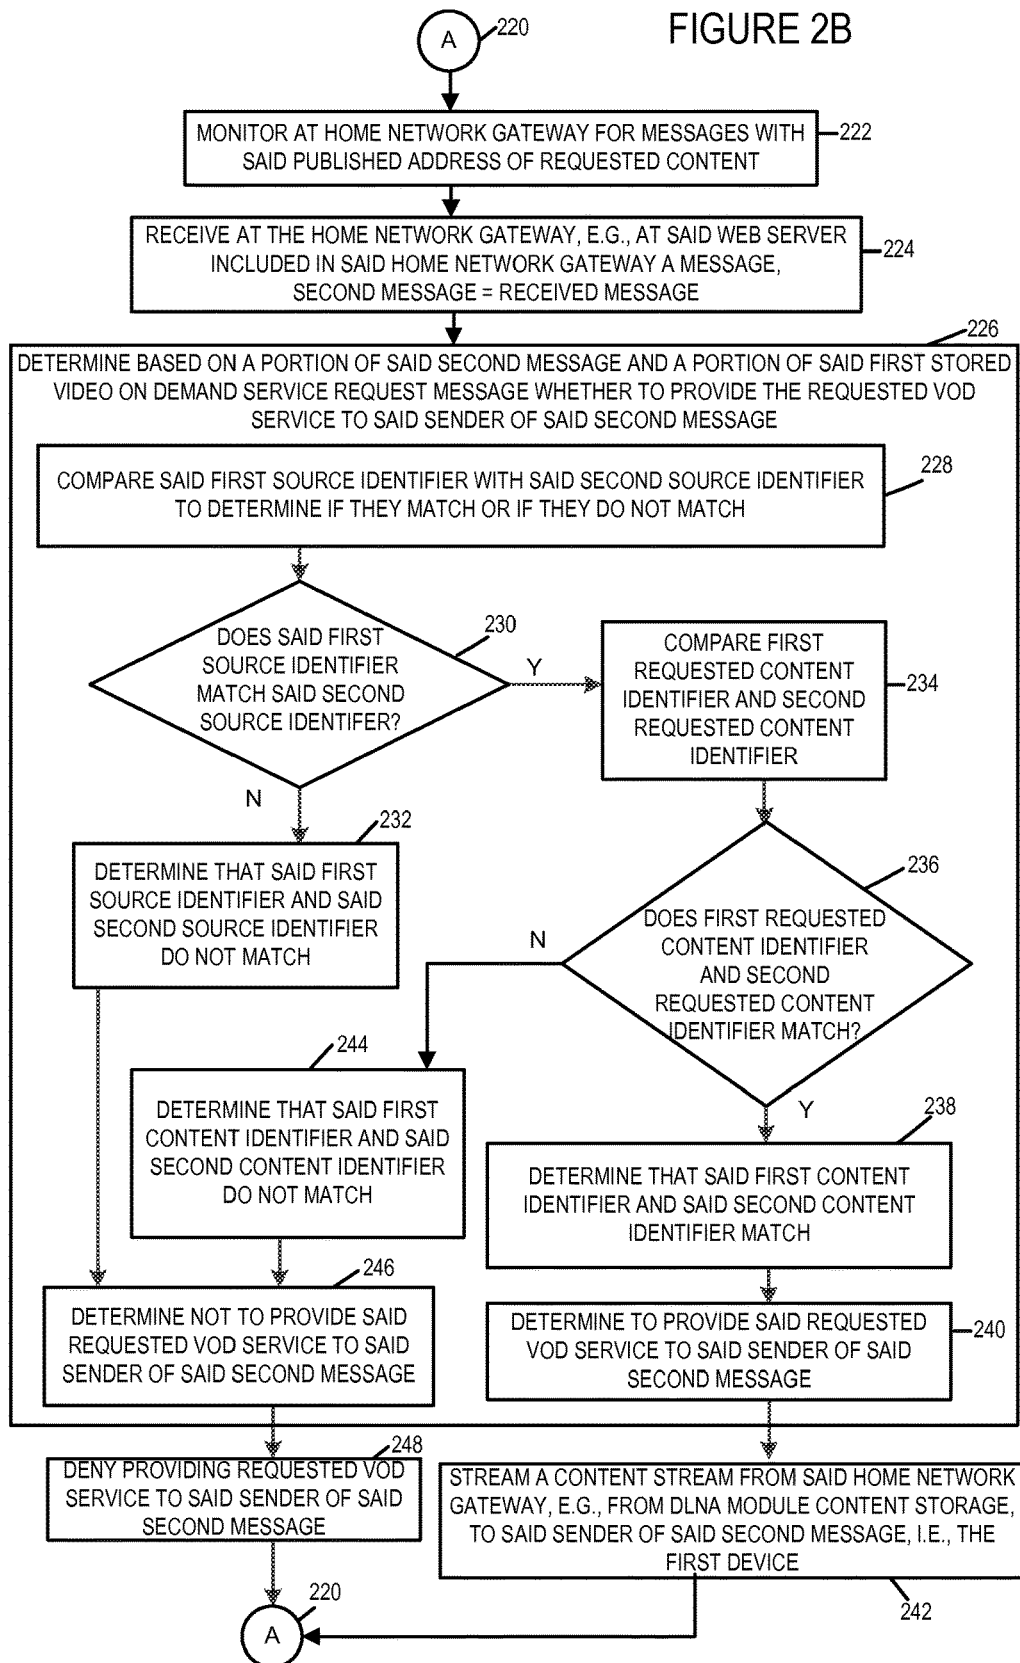 FIGURE 2B
A
220
MONITOR AT HOME NETWORK GATEWAY FOR MESSAGES WITH
SAID PUBLISHED ADDRESS OF REQUESTED CONTENT
222
RECEIVE AT THE HOME NETWORK GATEWAY, E.G., AT SAID WEB SERVER
INCLUDED IN SAID HOME NETWORK GATEWAY A MESSAGE,
SECOND MESSAGE = RECEIVED MESSAGE
224
226
DETERMINE BASED ON A PORTION OF SAID SECOND MESSAGE AND A PORTION OF SAID FIRST STORED
VIDEO ON DEMAND SERVICE REQUEST MESSAGE WHETHER TO PROVIDE THE REQUESTED VOD
SERVICE TO SAID SENDER OF SAID SECOND MESSAGE
COMPARE SAID FIRST SOURCE IDENTIFIER WITH SAID SECOND SOURCE IDENTIFIER
TO DETERMINE IF THEY MATCH OR IF THEY DO NOT MATCH
228
DOES SAID FIRST
SOURCE IDENTIFIER
MATCH SAID SECOND
SOURCE IDENTIFER?
230
Y
N
COMPARE FIRST
REQUESTED CONTENT
IDENTIFIER AND SECOND
REQUESTED CONTENT
IDENTIFIER
234
232
DETERMINE THAT SAID FIRST
SOURCE IDENTIFIER AND SAID
SECOND SOURCE IDENTIFIER
DO NOT MATCH
236
DOES FIRST REQUESTED
CONTENT IDENTIFIER
AND SECOND
REQUESTED CONTENT
IDENTIFIER MATCH?
N
Y
244
DETERMINE THAT SAID FIRST
CONTENT IDENTIFIER AND SAID
SECOND CONTENT IDENTIFIER
DO NOT MATCH
238
DETERMINE THAT SAID FIRST CONTENT
IDENTIFIER AND SAID SECOND CONTENT
IDENTIFIER MATCH
246
DETERMINE NOT TO PROVIDE SAID
REQUESTED VOD SERVICE TO SAID
SENDER OF SAID SECOND MESSAGE
DETERMINE TO PROVIDE SAID REQUESTED
VOD SERVICE TO SAID SENDER OF SAID
SECOND MESSAGE
240
248
DENY PROVIDING REQUESTED VOD
SERVICE TO SAID SENDER OF SAID
SECOND MESSAGE
STREAM A CONTENT STREAM FROM SAID HOME NETWORK
GATEWAY, E.G., FROM DLNA MODULE CONTENT STORAGE,
TO SAID SENDER OF SAID SECOND MESSAGE, I.E., THE
FIRST DEVICE
242
220
A